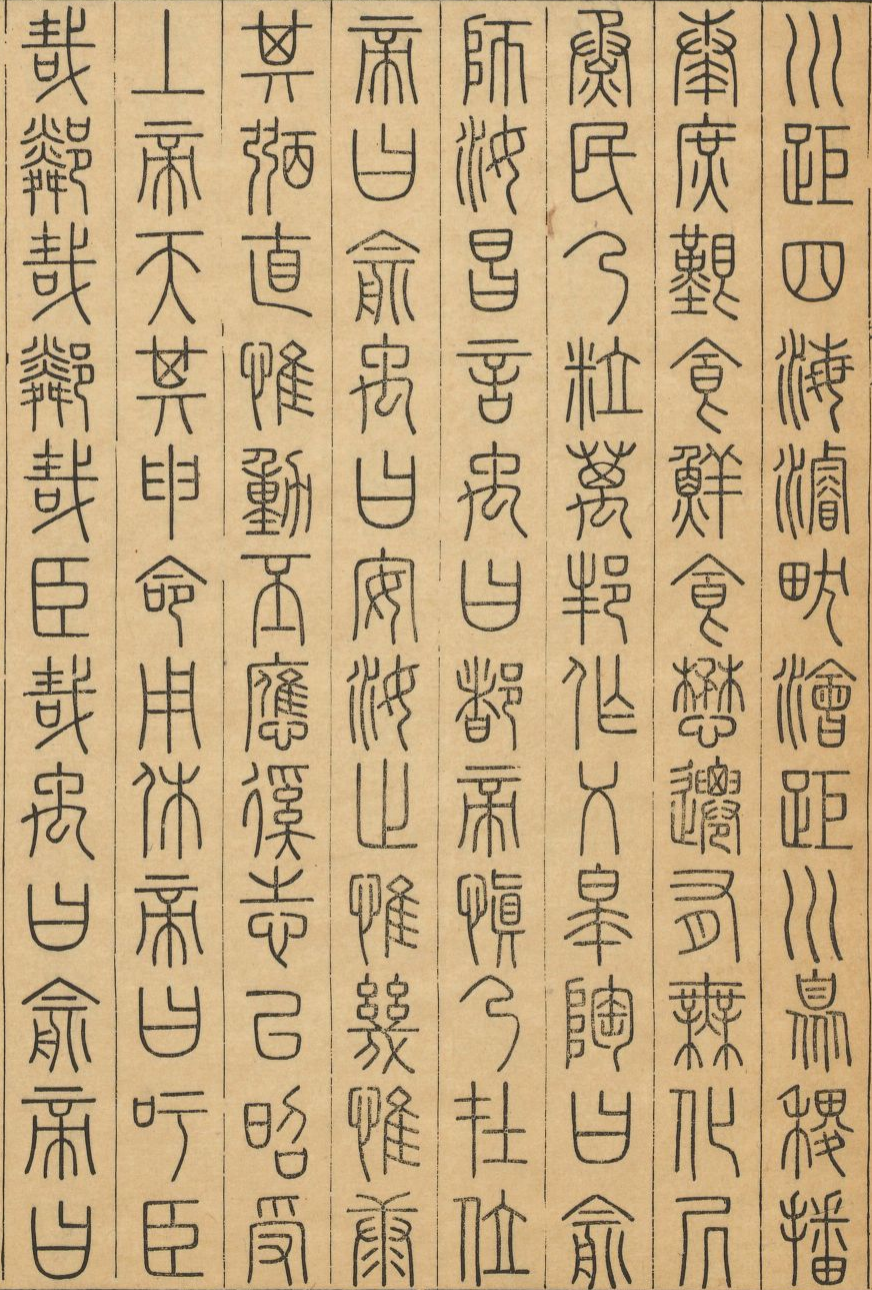 川距四海濬畎澮距川臮稷播
奏庶艱食鮮食懋遷有無化凥
烝民乃粒萬邦作乂皋陶曰俞
師汝昌言禹曰都帝慎乃在位
帝曰俞禹曰安汝止惟幾惟康
其弼直惟動丕應徯志以昭受
上帝天其申命用休帝曰吁臣
哉鄰哉鄰哉臣哉禹曰俞帝曰